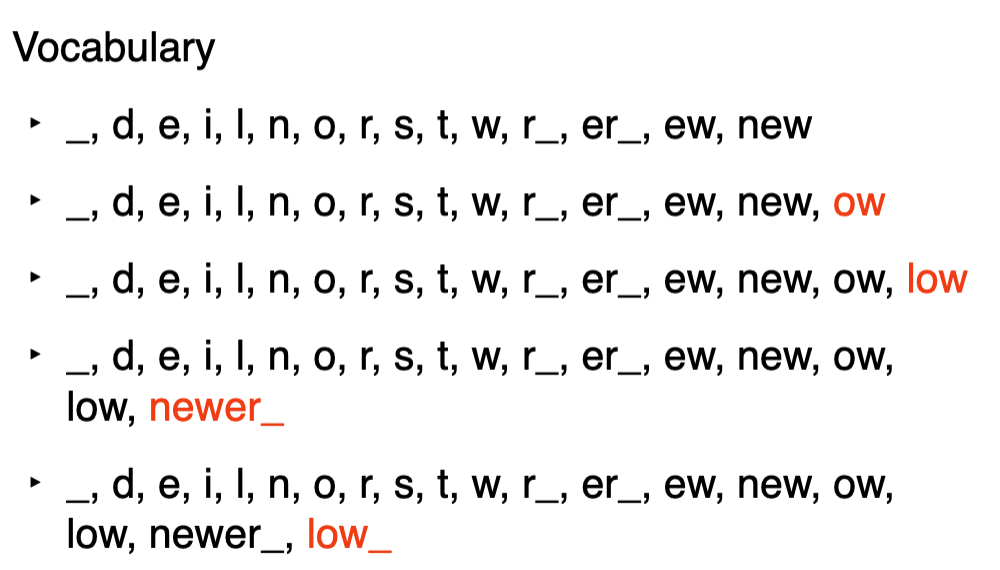 Vocabulary
‣ _, d, e, i, l, n, o, r, s, t, w, r_, er_, ew, new
‣ _, d, e, i, l, n, o, r, s, t, w, r_, er_, ew, new, ow
‣ _, d, e, i, l, n, o, r, s, t, w, r_, er_, ew, new, ow, low
‣ _, d, e, i, l, n, o, r, s, t, w, r_, er_, ew, new, ow,
low, newer_
‣ _, d, e, i, l, n, o, r, s, t, w, r_, er_, ew, new, ow,
low, newer_, low_